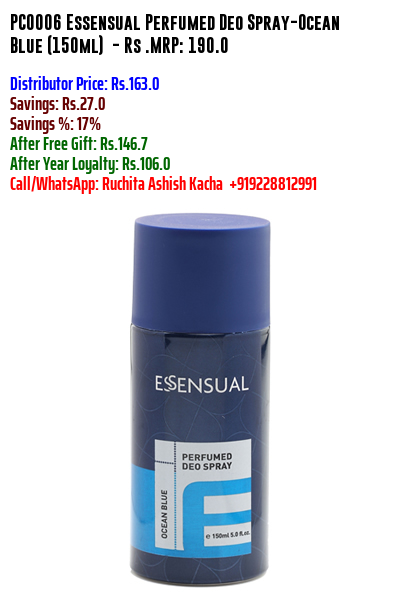 PC0006 Essensual Perfumed Deo Spray-Ocean
Blue (150ml) - Rs .MRP: 190.0
Distributor Price: Rs.163.0
Savings: Rs.27.0
Savings %: 17%
After Free Gift: Rs.146.7
After Year Loyalty: Rs.106.0
Call/WhatsApp: Ruchita Ashish Kacha +919228812991
ESSENSUAL
PERFUMED
DEO SPRAY
OCEAN BLUE
e 150ml 5.0 fl.oz.